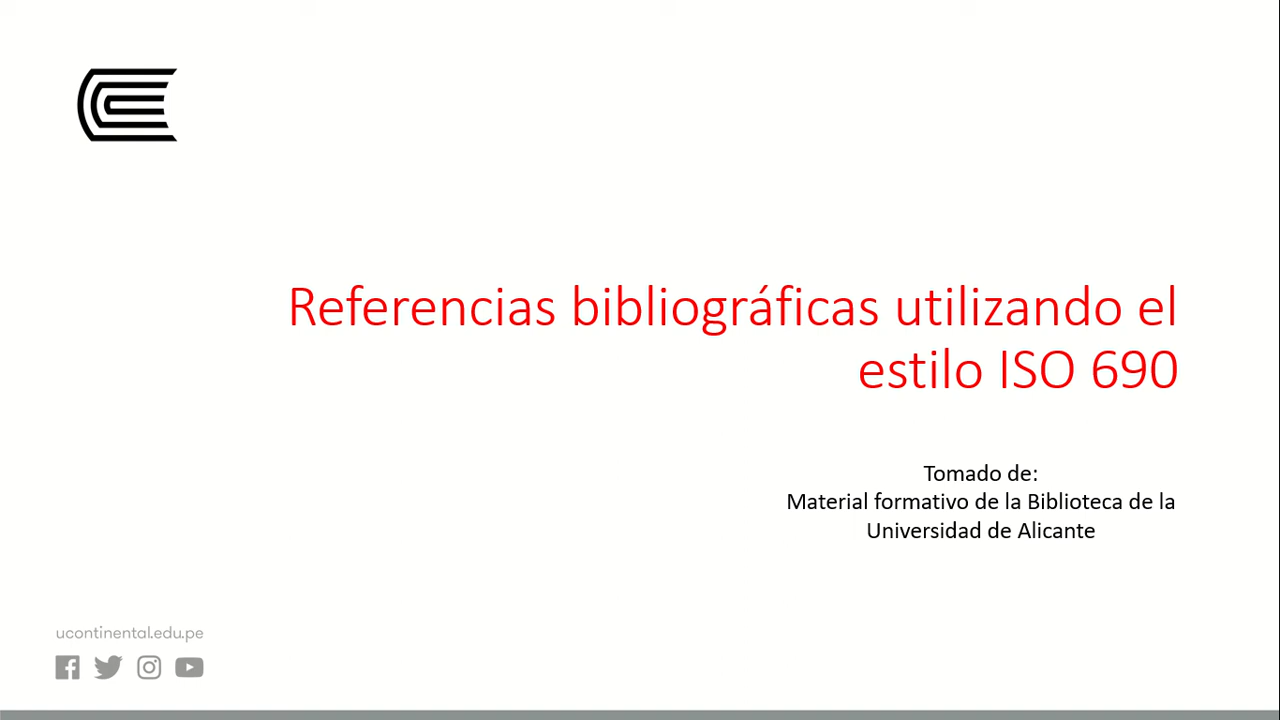 Referencias bibliográficas utilizando el
estilo ISO 690
Tomado de:
Material formativo de la Biblioteca de la
Universidad de Alicante
ucontinental.edu.pe